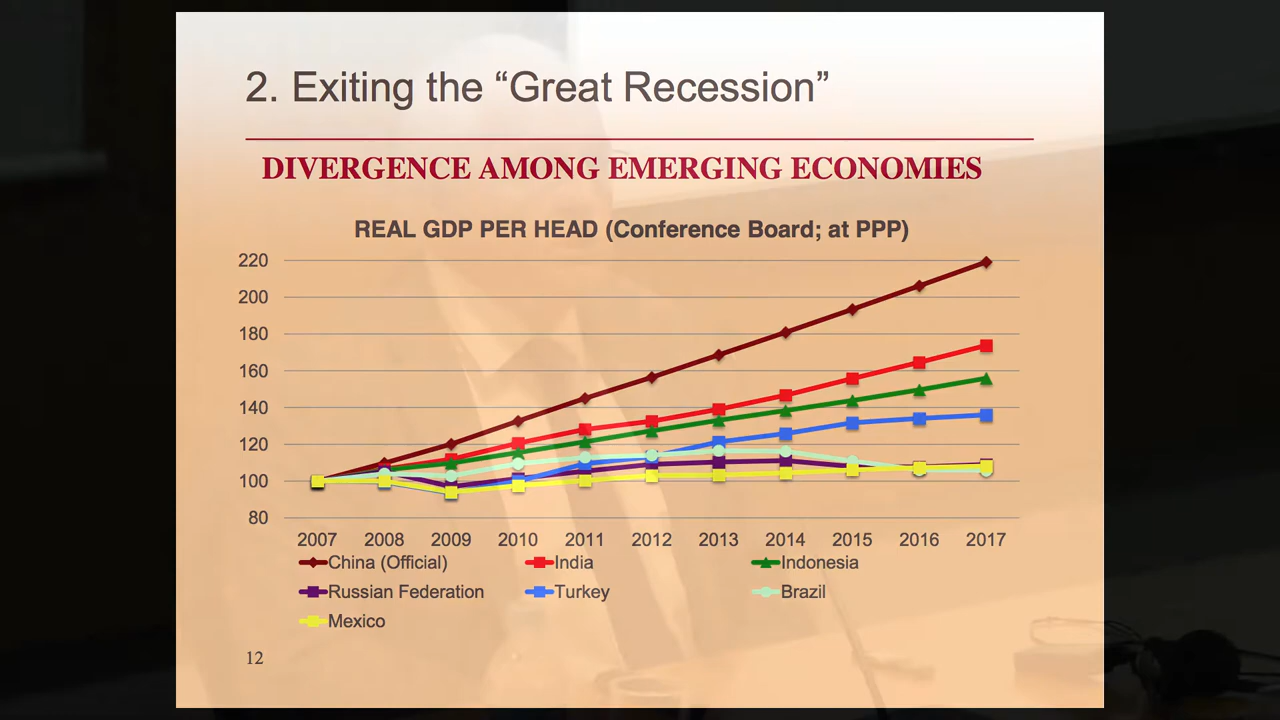 2. Exiting the “Great Recession”
DIVERGENCE AMONG EMERGING ECONOMIES
REAL GDP PER HEAD (Conference Board; at PPP)
220
200
180
160
140
120
100
80
2007 2008 2009 2010 2011 2012 2013 2014 2015 2016 2017
China (Official) India Indonesia
Russian Federation Turkey Brazil
Mexico
12